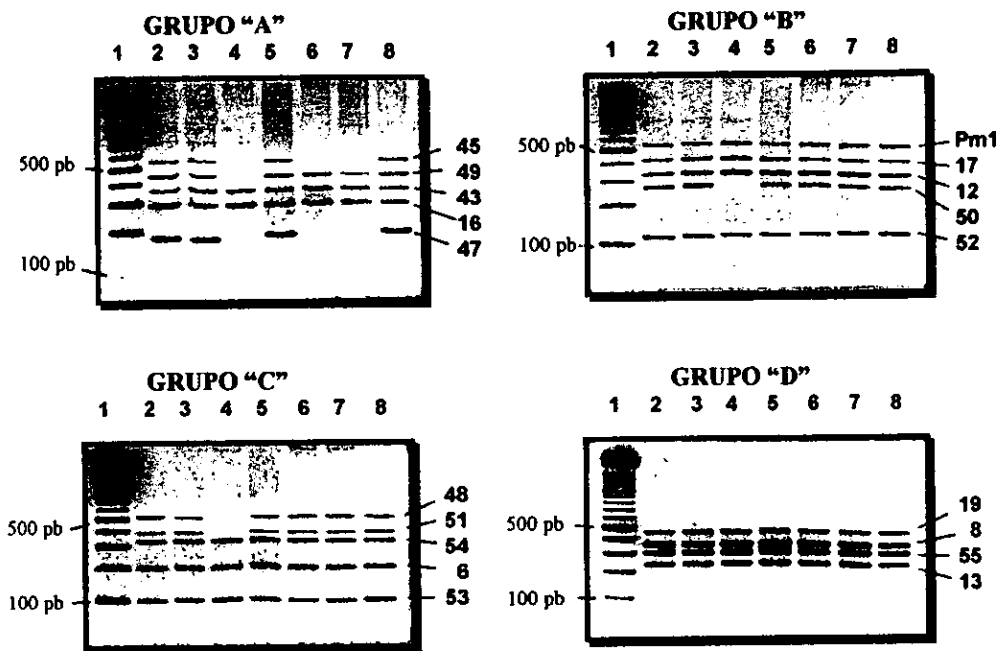 GRUPO “A”
1 2 3 4 5 6 7 8
500 pb
100 pb
45
49
43
16
47
GRUPO “B”
1 2 3 4 5 6 7 8
500 pb
100 pb
Pm1
17
12
50
52
GRUPO “C”
1 2 3 4 5 6 7 8
500 pb
100 pb
48
51
54
6
53
GRUPO “D”
1 2 3 4 5 6 7 8
500 pb
100 pb
19
8
55
13